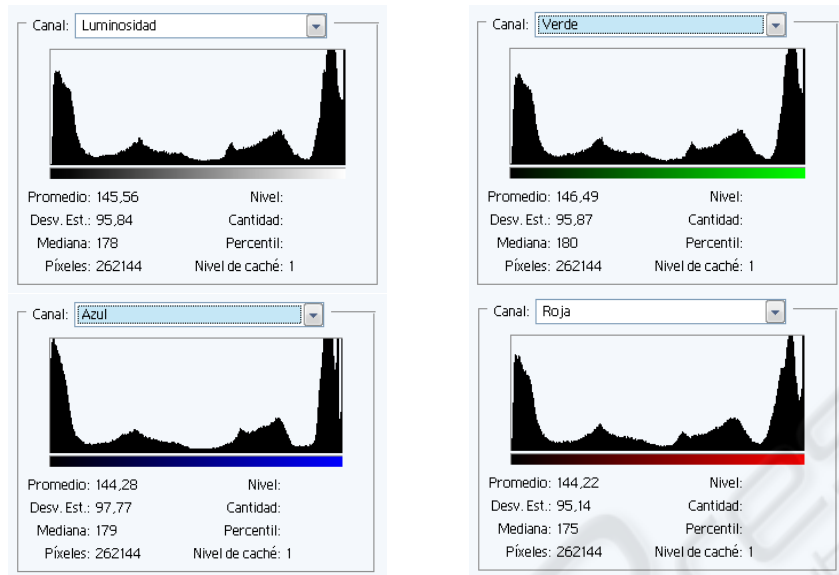 Canal: Luminosidad
Promedio: 145,56 Nivel:
Desv. Est.: 95,84 Cantidad:
Mediana: 178 Percentil:
Píxeles: 262144 Nivel de caché: 1
Canal: Verde
Promedio: 146,49 Nivel:
Desv. Est.: 95,87 Cantidad:
Mediana: 180 Percentil:
Píxeles: 262144 Nivel de caché: 1
Canal: Azul
Promedio: 144,28 Nivel:
Desv. Est.: 97,77 Cantidad:
Mediana: 179 Percentil:
Píxeles: 262144 Nivel de caché: 1
Canal: Roja
Promedio: 144,22 Nivel:
Desv. Est.: 95,14 Cantidad:
Mediana: 175 Percentil:
Píxeles: 262144 Nivel de caché: 1